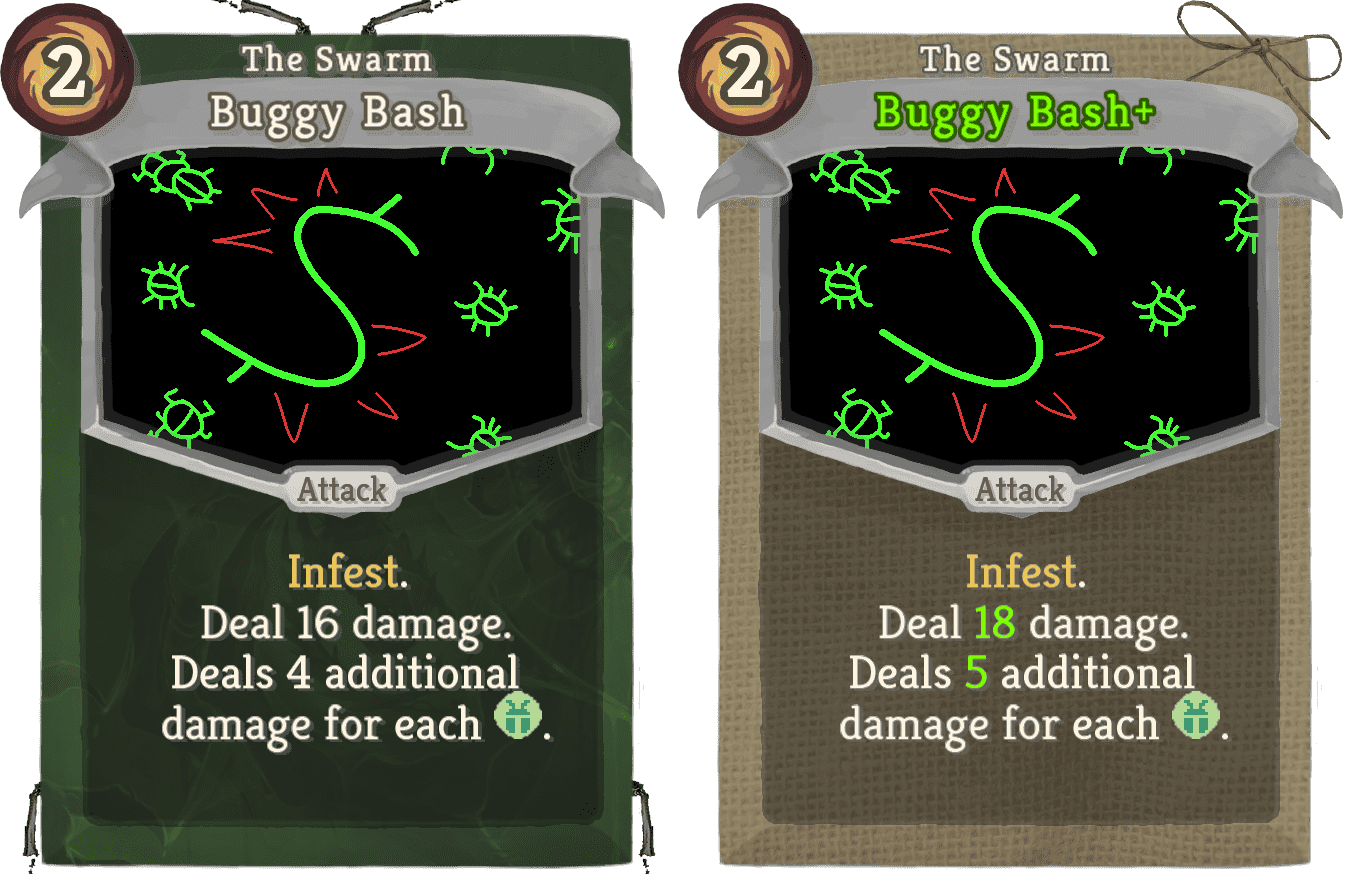 2
The Swarm
Buggy Bash
Attack
Infest.
Deal 16 damage.
Deals 4 additional
damage for each .
2
The Swarm
Buggy Bash+
Attack
Infest.
Deal 18 damage.
Deals 5 additional
damage for each .